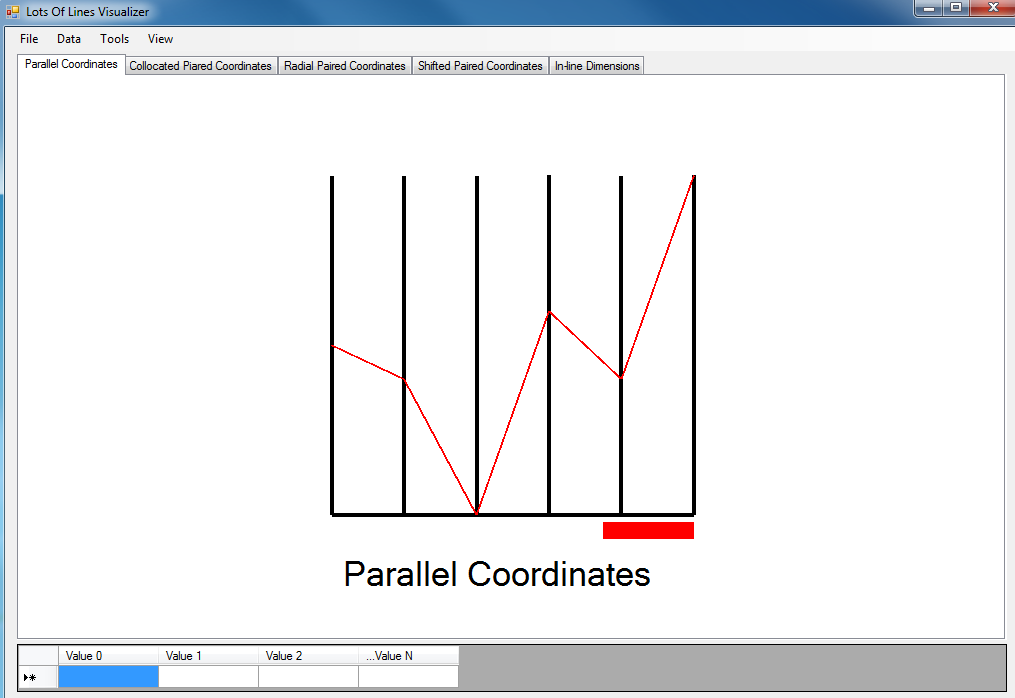 Lots Of Lines Visualizer
File Data Tools View
Parallel Coordinates Collocated Piared Coordinates Radial Paired Coordinates Shifted Paired Coordinates In-line Dimensions
Parallel Coordinates
Value 0 Value 1 Value 2 ...Value N